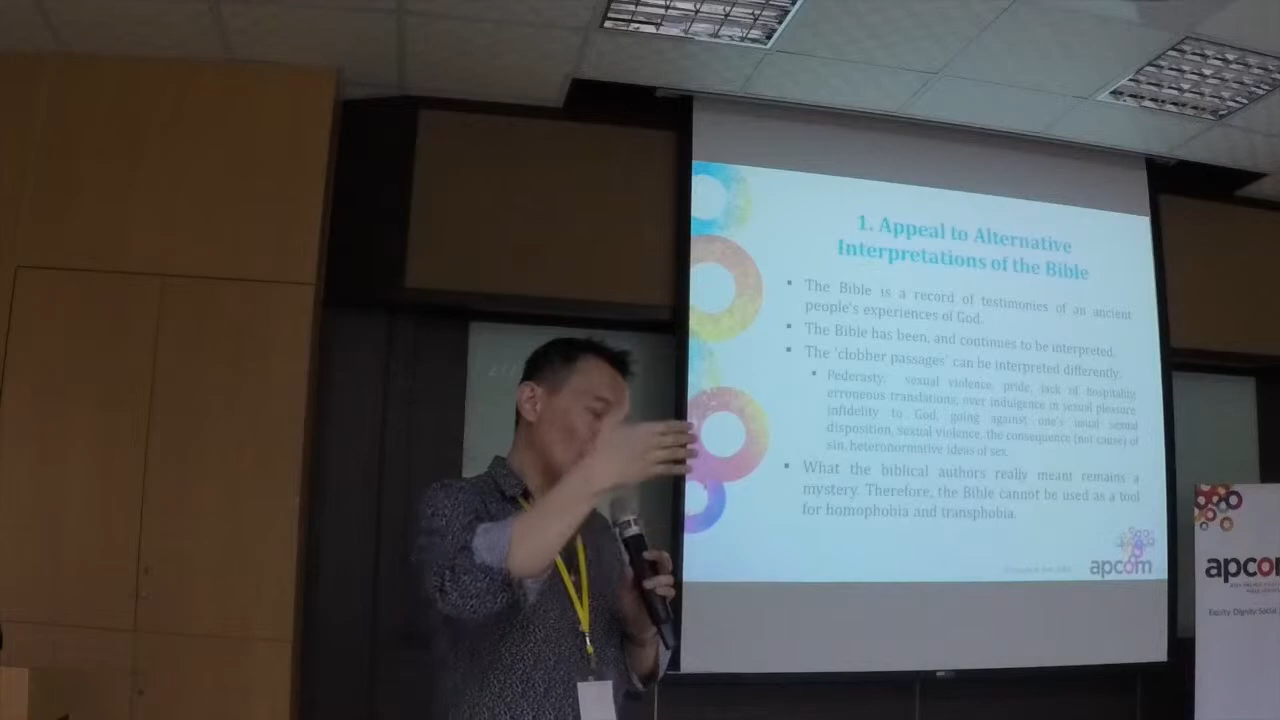 1. Appeal to Alternative
Interpretations of the Bible
▪ The Bible is a record of testimonies of an ancient
people's experiences of God.
▪ The Bible has been, and continues to be interpreted.
▪ The 'clobber passages' can be interpreted differently:
▪ Pederasty, sexual violence, pride, lack of hospitality
erroneous translations, over indulgence in sexual pleasure
infidelity to God, going against one's usual sexual
disposition, sexual violence, the consequence (not cause) of
sin, heteronormative ideas of sex.
▪ What the biblical authors really meant remains a
mystery. Therefore, the Bible cannot be used as a tool
for homophobia and transphobia.
apcom
apcom
Equity Dignity Social